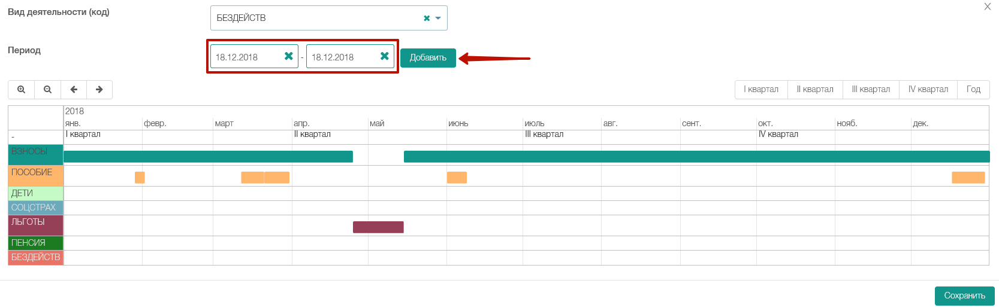 Вид деятельности (код)
БЕЗДЕЙСТВ
Период
18.12.2018 - 18.12.2018 Добавить
I квартал II квартал III квартал IV квартал Год
2018
янв. февр. март апр. май июнь июль авг. сент. окт. нояб. дек.
- I квартал II квартал III квартал IV квартал
ВЗНОСЫ
ПОСОБИЕ
ДЕТИ
СОЦСТРАХ
ЛЬГОТЫ
ПЕНСИЯ
БЕЗДЕЙСТВ
Сохранить